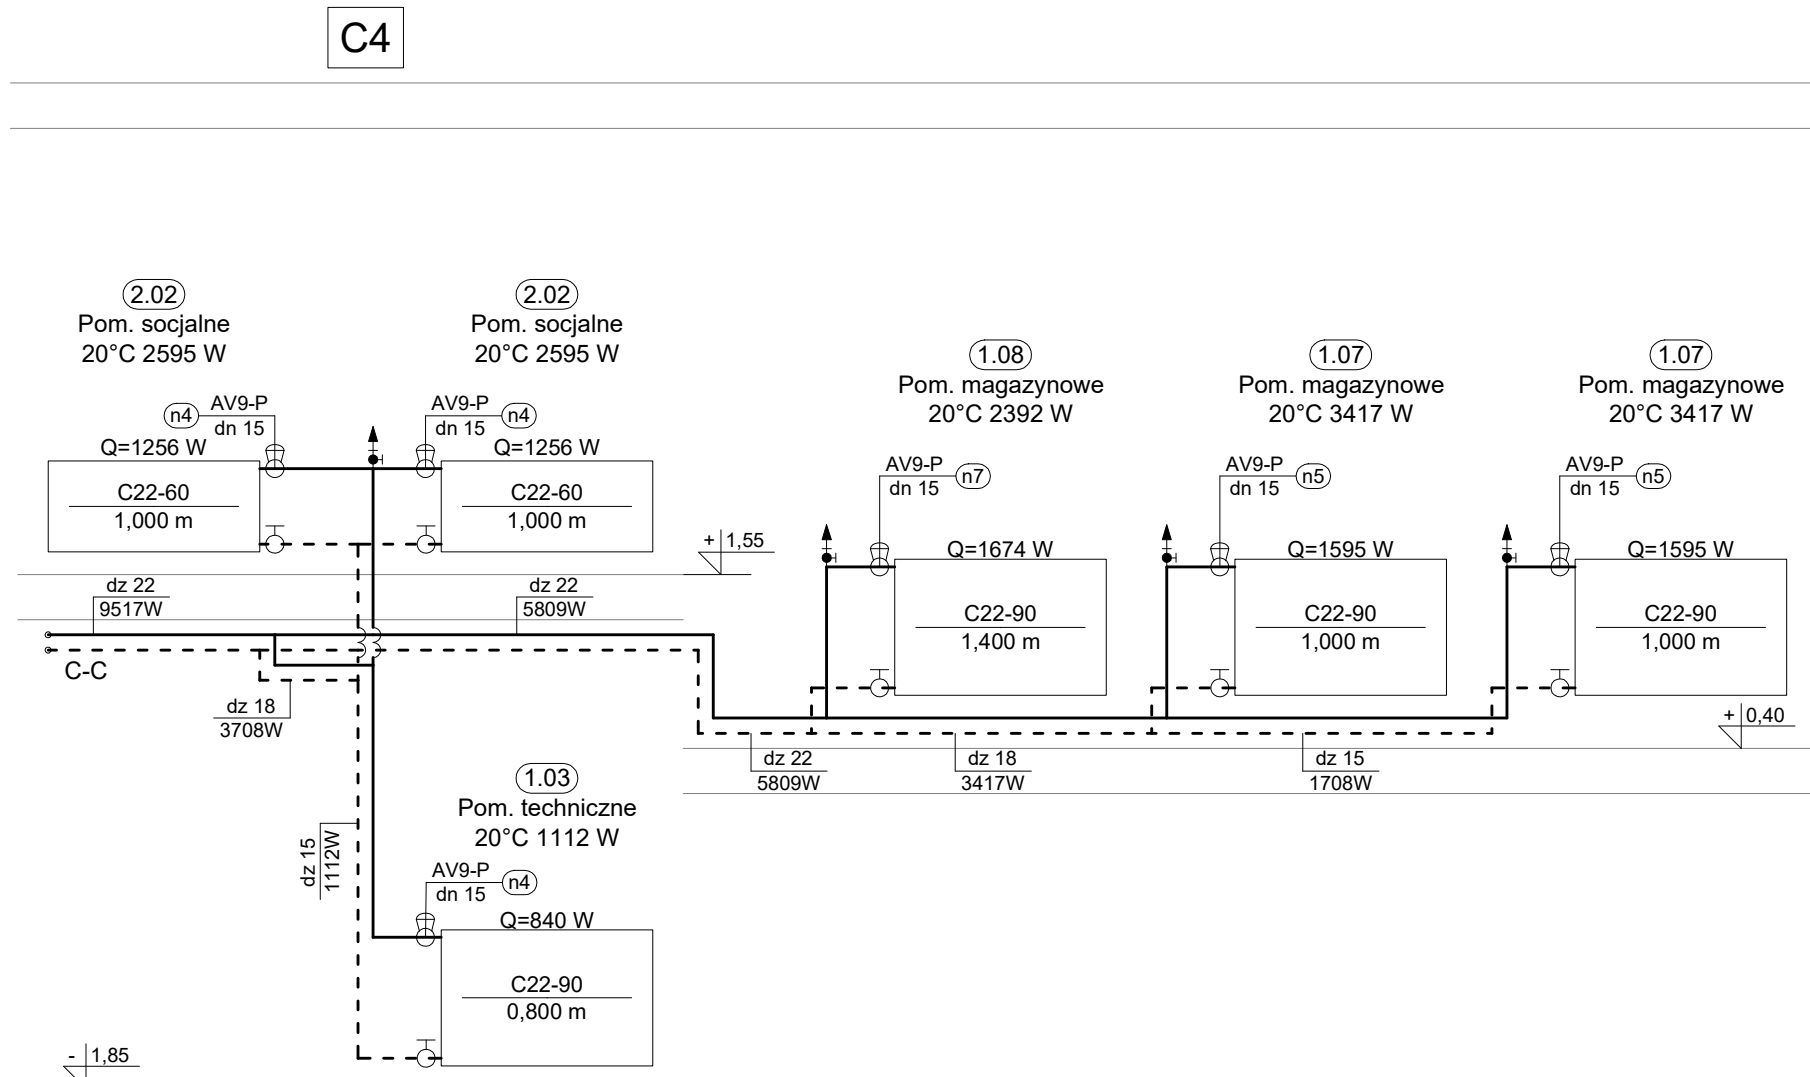 C4
2.02
Pom. socjalne
20°C 2595 W
2.02
Pom. socjalne
20°C 2595 W
1.08
Pom. magazynowe
20°C 2392 W
1.07
Pom. magazynowe
20°C 3417 W
1.07
Pom. magazynowe
20°C 3417 W
n4 AV9-P
dn 15
Q=1256 W
C22-60
1,000 m
AV9-P n4
dn 15
Q=1256 W
C22-60
1,000 m
AV9-P n7
dn 15
Q=1674 W
C22-90
1,400 m
AV9-P n5
dn 15
Q=1595 W
C22-90
1,000 m
AV9-P n5
dn 15
Q=1595 W
C22-90
1,000 m
+ 1,55
dz 22
9517W
dz 22
5809W
C-C
dz 18
3708W
+ 0,40
dz 22
5809W
dz 18
3417W
dz 15
1708W
1.03
Pom. techniczne
20°C 1112 W
dz 15
1112W
AV9-P n4
dn 15
Q=840 W
C22-90
0,800 m
- 1,85